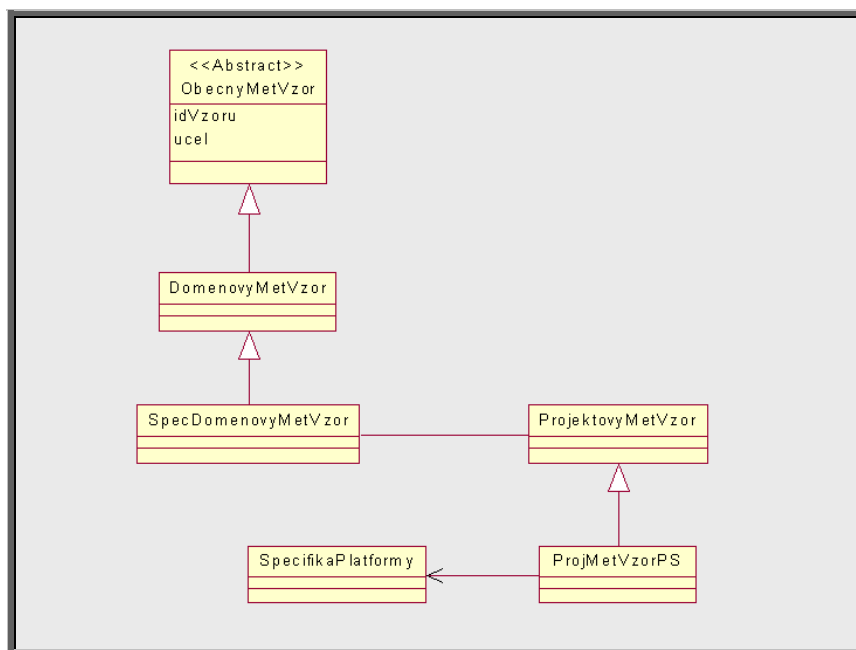 <<Abstract>>
ObecnyMetVzor
idVzoru
ucel
DomenovyMetVzor
SpecDomenovyMetVzor
ProjektovyMetVzor
SpecifikaPlatformy
ProjMetVzorPS